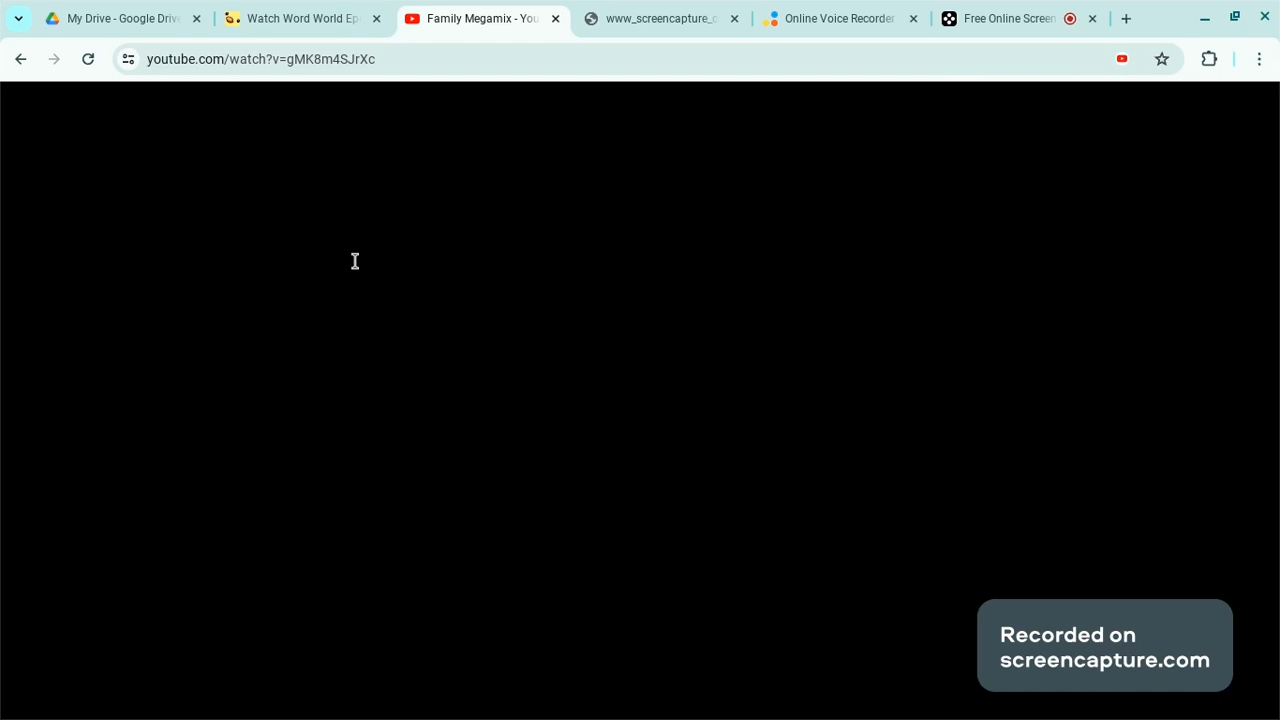 My Drive - Google Driv
Watch Word World Ep
Family Megamix - You
www_screencapture_c
Online Voice Recorder
Free Online Screen
youtube.com/watch?v=gMK8m4SJrXc
Recorded on
screencapture.com